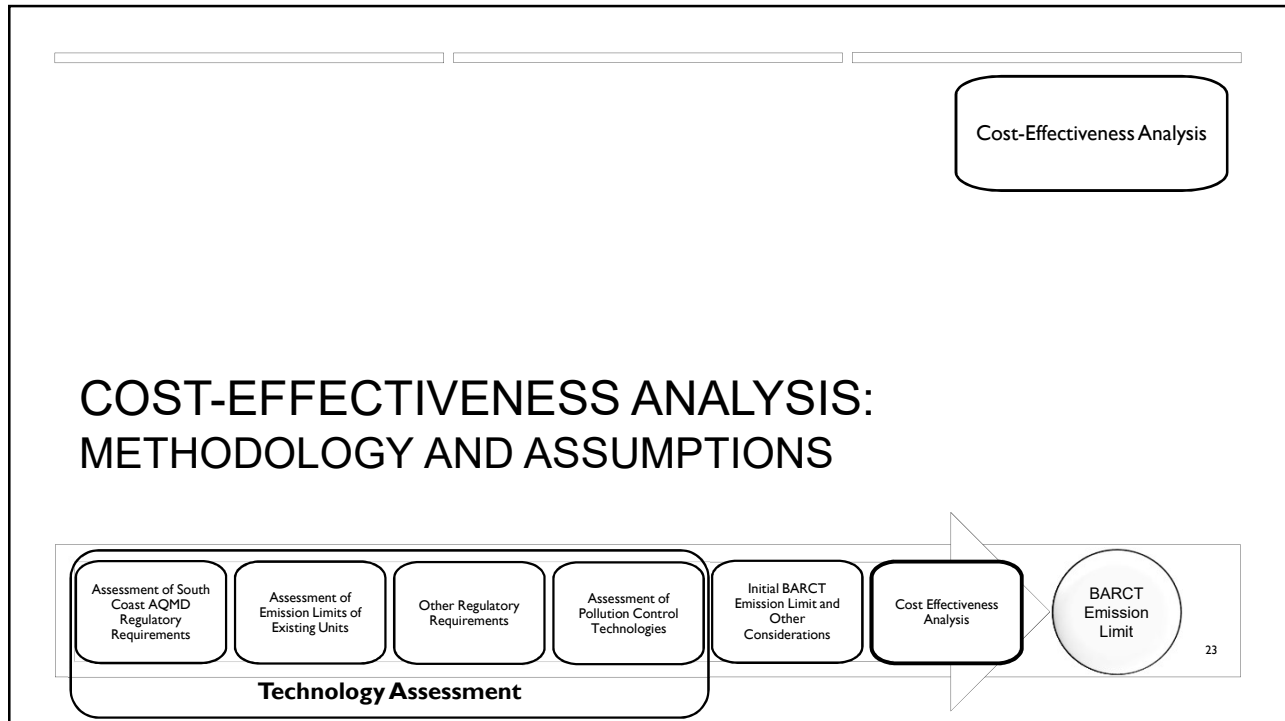 Cost-Effectiveness Analysis
COST-EFFECTIVENESS ANALYSIS:
METHODOLOGY AND ASSUMPTIONS
Assessment of South
Coast AQMD
Regulatory
Requirements
Assessment of
Emission Limits of
Existing Units
Other Regulatory
Requirements
Assessment of
Pollution Control
Technologies
Initial BARCT
Emission Limit and
Other
Considerations
Cost Effectiveness
Analysis
BARCT
Emission
Limit
23
Technology Assessment